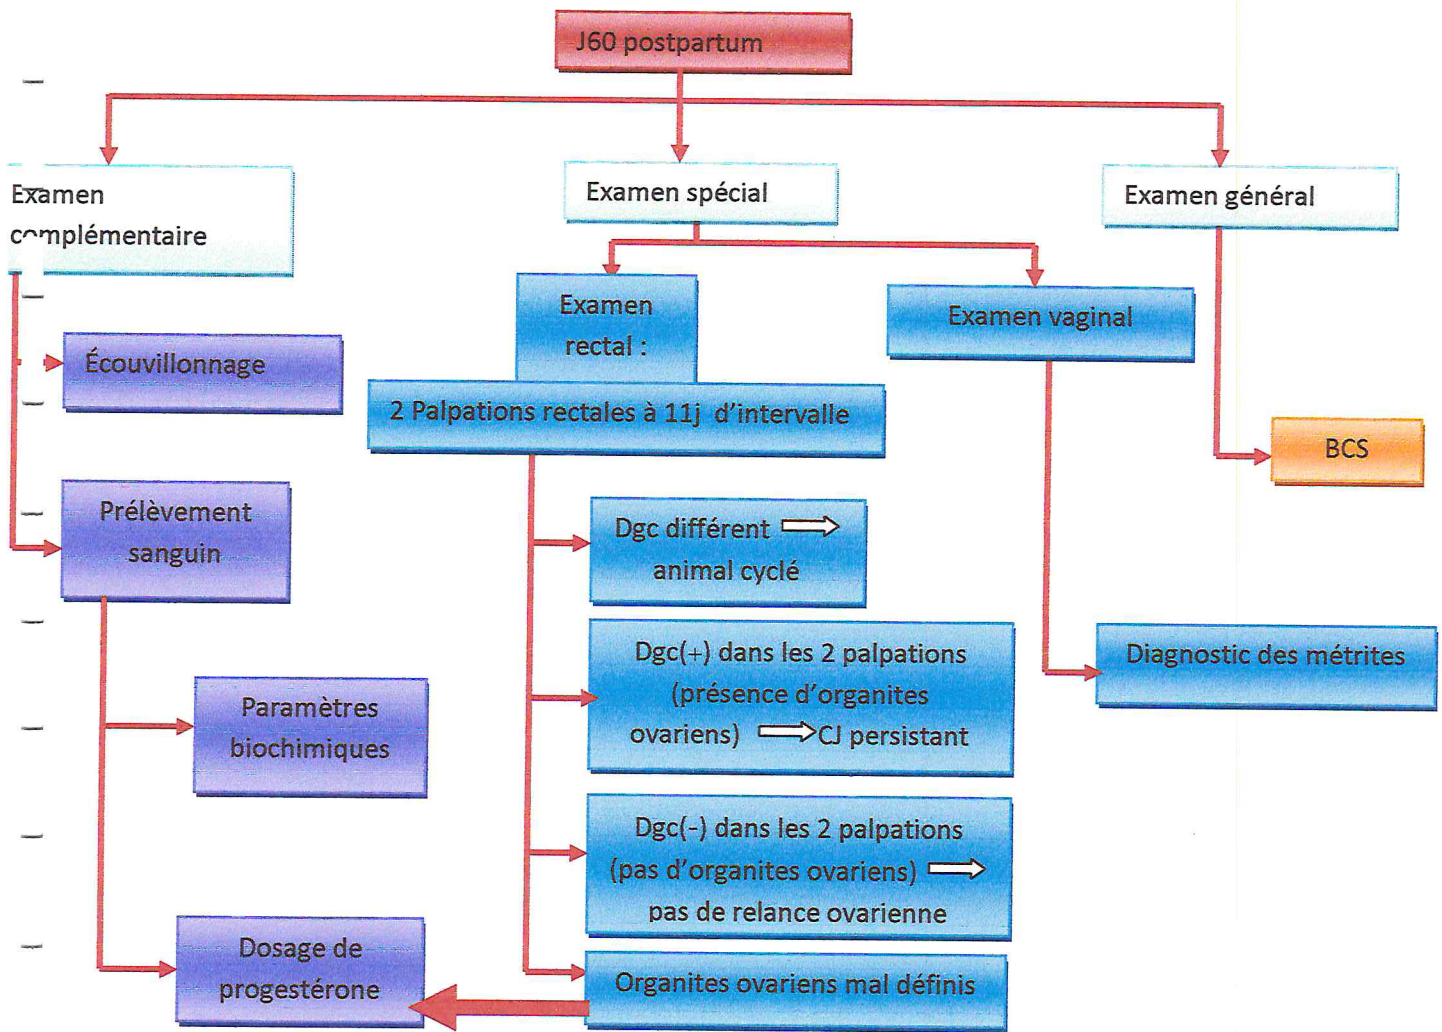 J60 postpartum
Examen
complémentaire
Examen spécial
Examen général
Écouvillonnage
Prélèvement
sanguin
Paramètres
biochimiques
Dosage de
progestérone
Examen
rectal :
2 Palpations rectales à 11j d'intervalle
Dgc différent
animal cyclé
Dgc(+) dans les 2 palpations
(présence d'organites
ovariens) CJ persistant
Dgc(-) dans les 2 palpations
(pas d'organites ovariens)
pas de relance ovarienne
Organites ovariens mal définis
Examen vaginal
Diagnostic des métrites
BCS